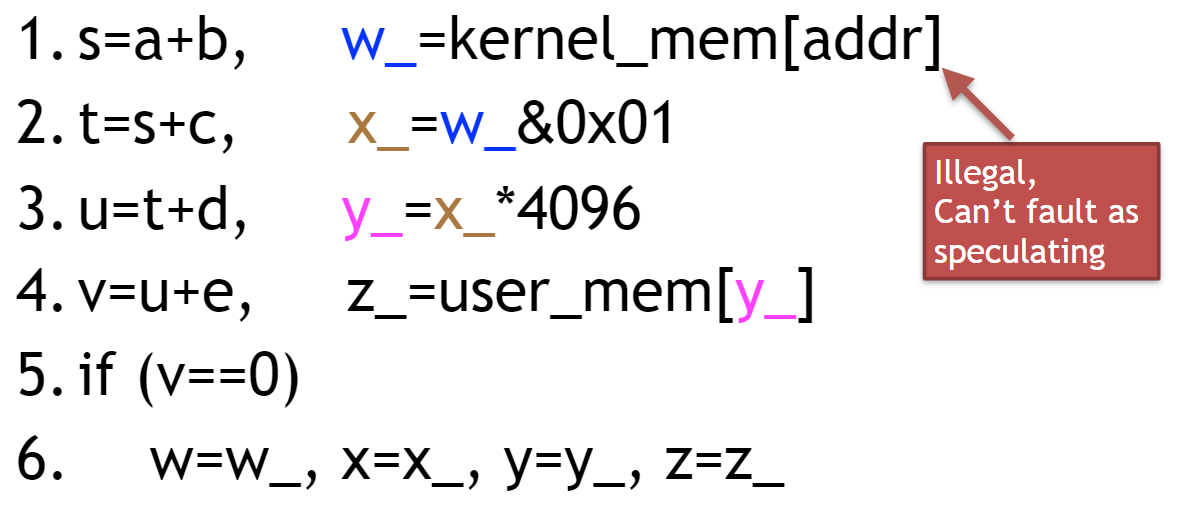 1. s=a+b, w_=kernel_mem[addr]
2. t=s+c, x_=w_&0x01
3. u=t+d, y_=x_*4096
4. v=u+e, z_=user_mem[y_]
5. if (v==0)
6. w=w_, x=x_, y=y_, z=z_
Illegal,
Can't fault as
speculating